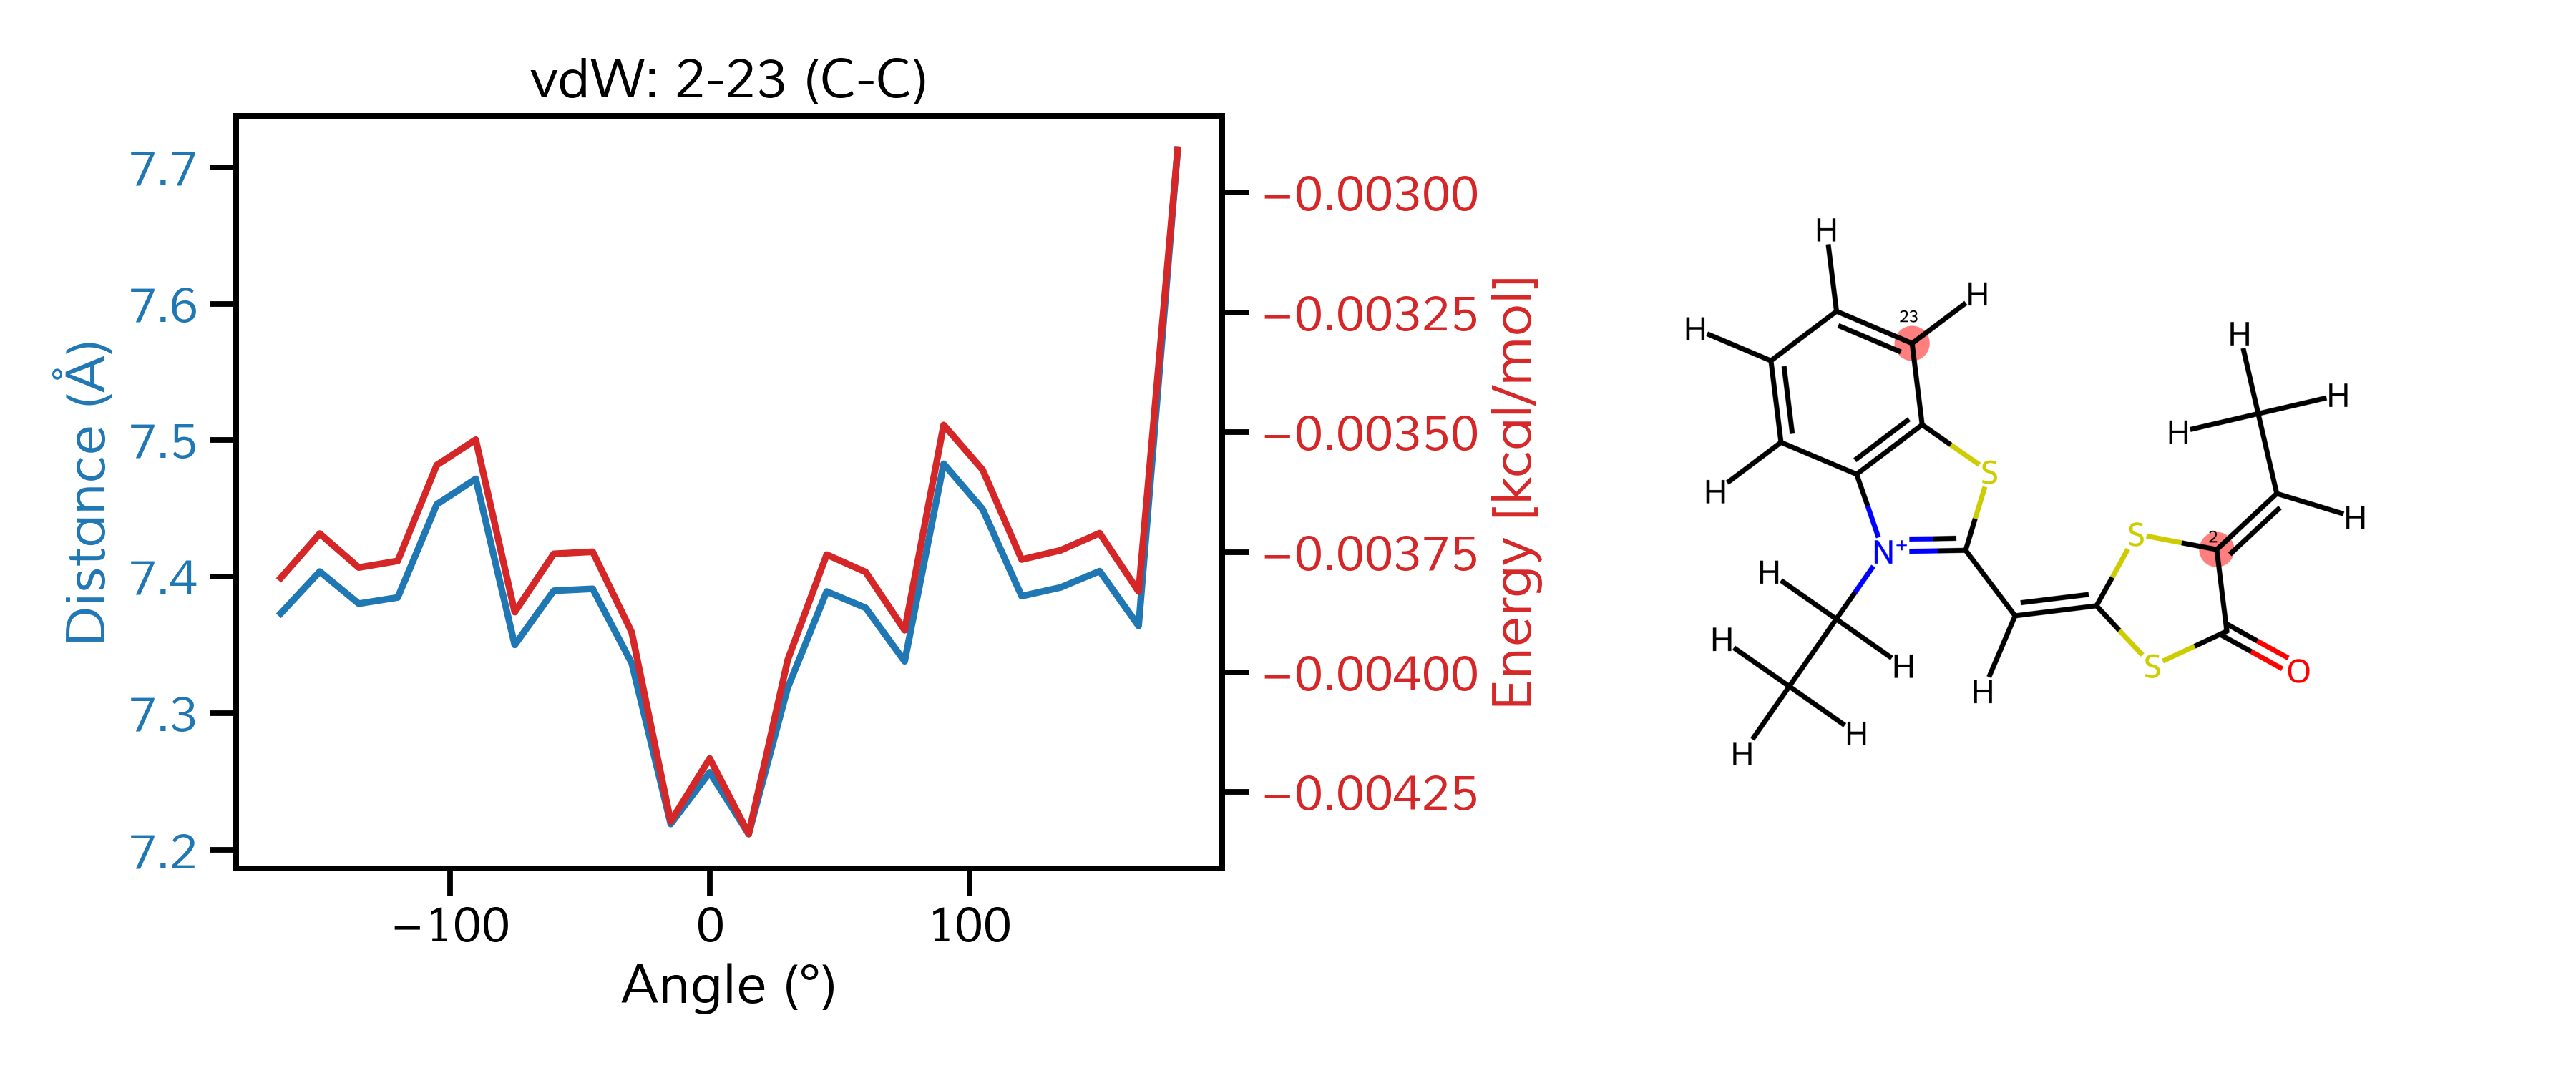 vdW: 2-23 (C-C)
Distance (Å)
7.7
7.6
7.5
7.4
7.3
7.2
−100
0
100
Angle (°)
−0.00300
−0.00325
−0.00350
−0.00375
−0.00400
−0.00425
Energy [kcal/mol]
H
H
23
H
H
H
H
S
H
H
S
2
H
N+
H
H
H
S
O
H
H
H